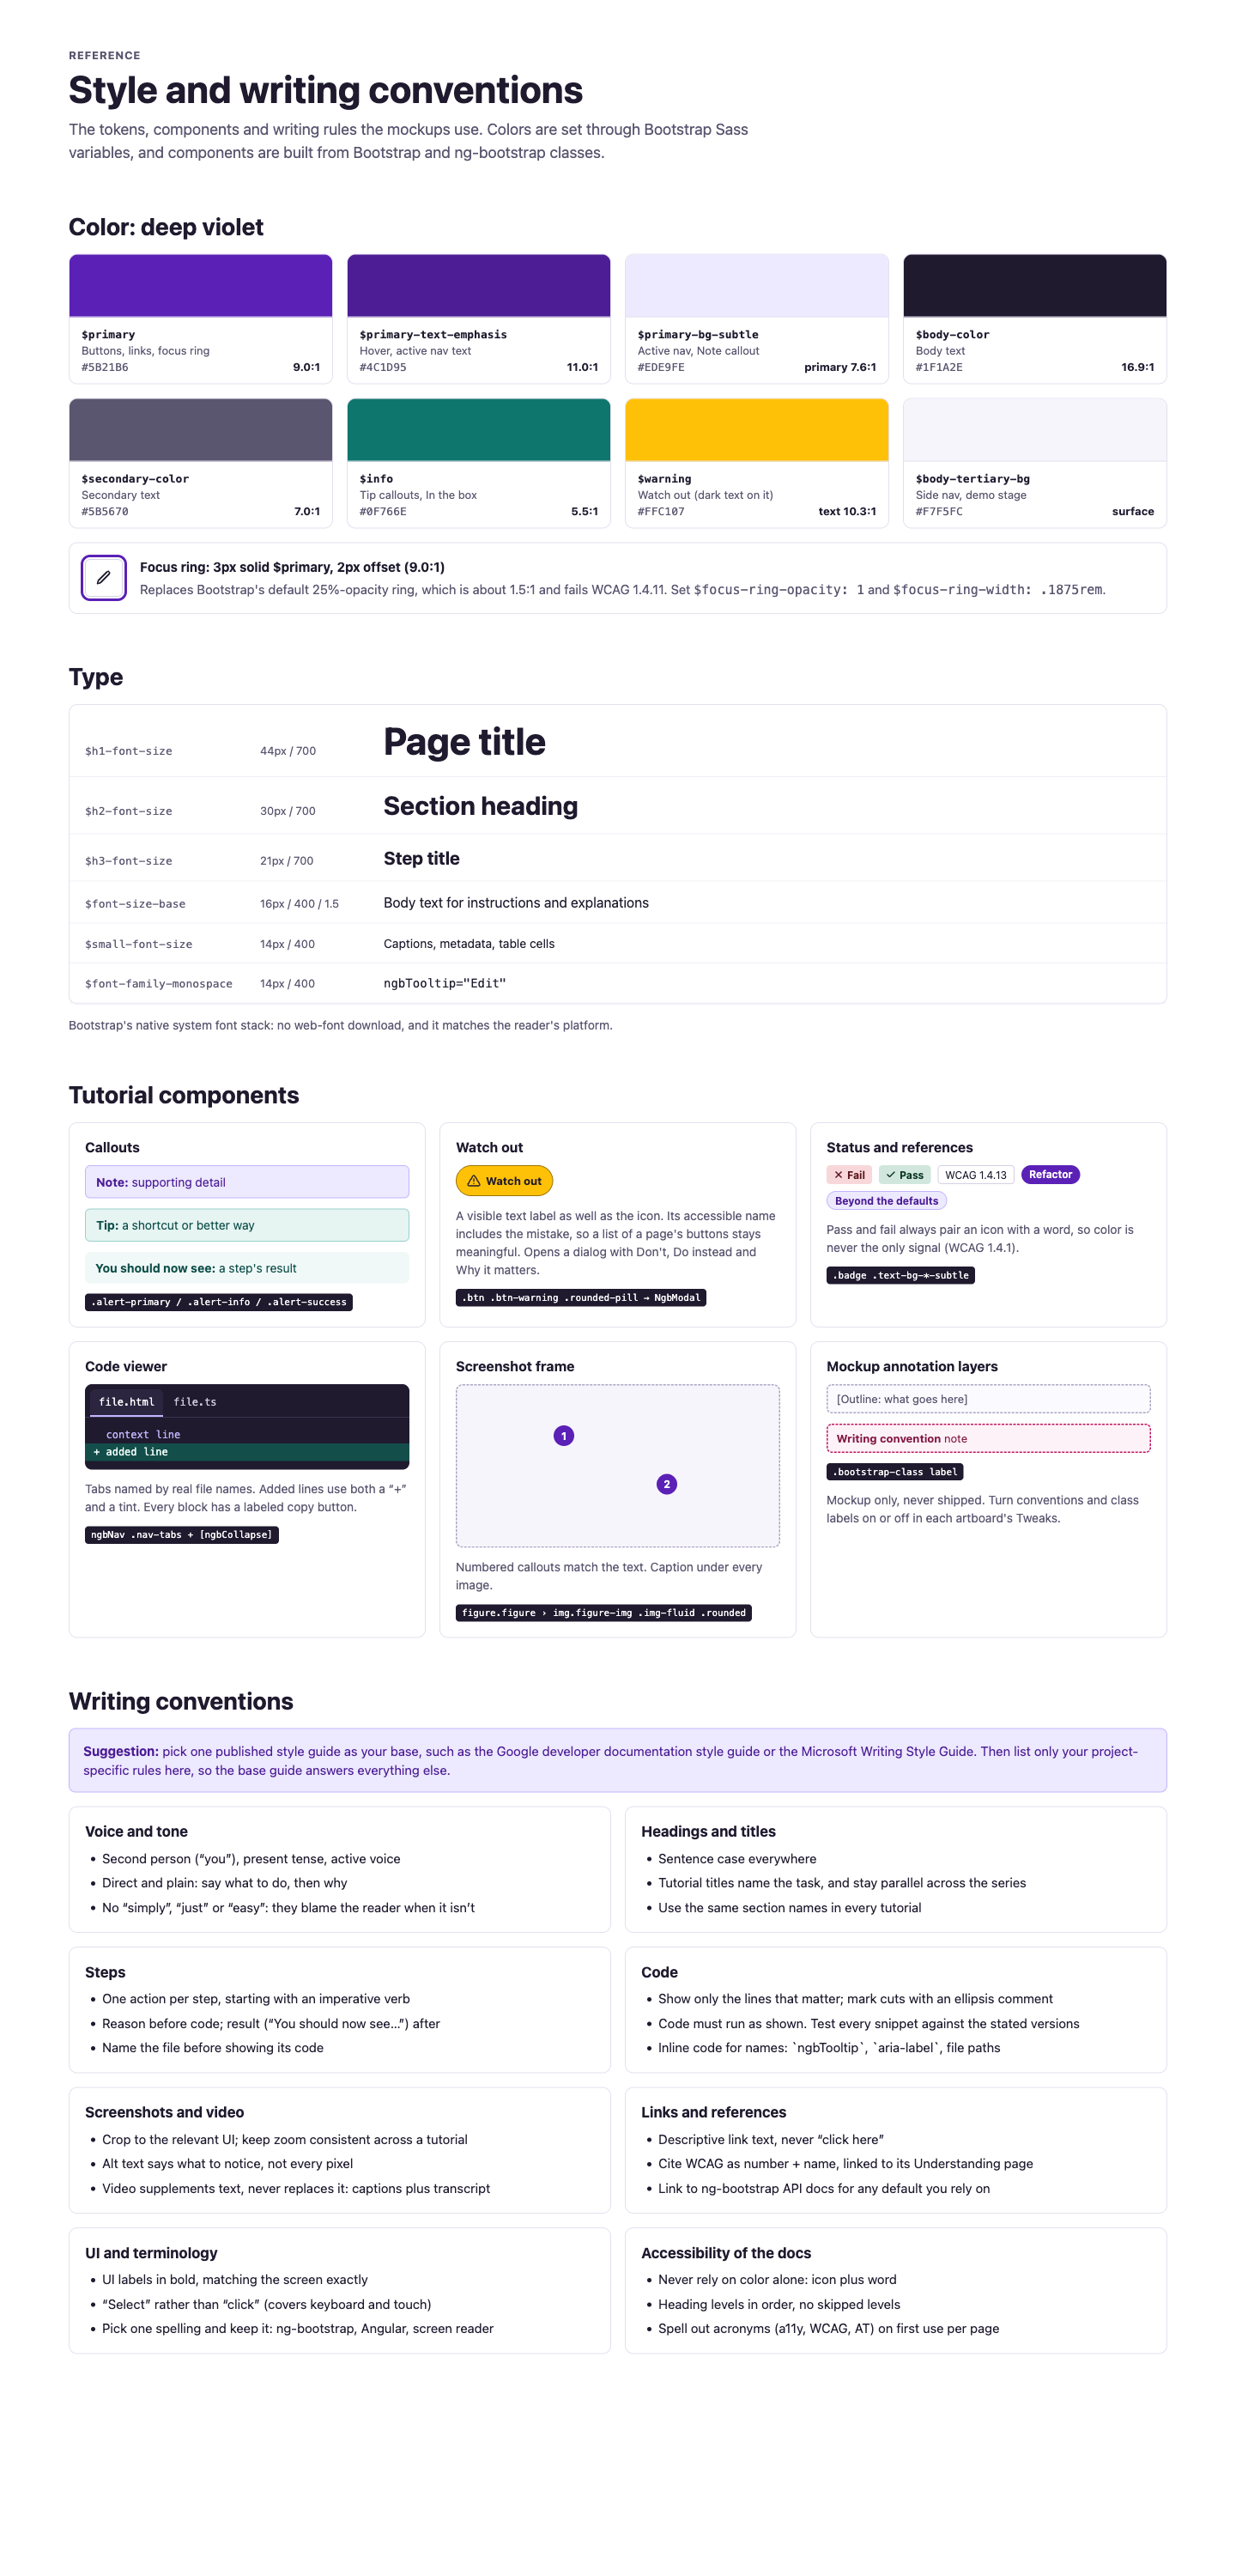 REFERENCE
Style and writing conventions
The tokens, components and writing rules the mockups use. Colors are set through Bootstrap Sass
variables, and components are built from Bootstrap and ng-bootstrap classes.
Color: deep violet
$primary
Buttons, links, focus ring
#5B21B6 9.0:1
$primary-text-emphasis
Hover, active nav text
#4C1D95 11.0:1
$primary-bg-subtle
Active nav, Note callout
#EDE9FE primary 7.6:1
$body-color
Body text
#1F1A2E 16.9:1
$secondary-color
Secondary text
#5B5670 7.0:1
$info
Tip callouts, In the box
#0F766E 5.5:1
$warning
Watch out (dark text on it)
#FFC107 text 10.3:1
$body-tertiary-bg
Side nav, demo stage
#F7F5FC surface
Focus ring: 3px solid $primary, 2px offset (9.0:1)
Replaces Bootstrap's default 25%-opacity ring, which is about 1.5:1 and fails WCAG 1.4.11. Set $focus-ring-opacity: 1 and $focus-ring-width: .1875rem.
Type
$h1-font-size 44px / 700 Page title
$h2-font-size 30px / 700 Section heading
$h3-font-size 21px / 700 Step title
$font-size-base 16px / 400 / 1.5 Body text for instructions and explanations
$small-font-size 14px / 400 Captions, metadata, table cells
$font-family-monospace 14px / 400 ngbTooltip="Edit"
Bootstrap's native system font stack: no web-font download, and it matches the reader's platform.
Tutorial components
Callouts
Note: supporting detail
Tip: a shortcut or better way
You should now see: a step's result
.alert-primary / .alert-info / .alert-success
Watch out
Watch out
A visible text label as well as the icon. Its accessible name
includes the mistake, so a list of a page's buttons stays
meaningful. Opens a dialog with Don't, Do instead and
Why it matters.
.btn .btn-warning .rounded-pill → NgbModal
Status and references
Fail Pass WCAG 1.4.13 Refactor
Beyond the defaults
Pass and fail always pair an icon with a word, so color is
never the only signal (WCAG 1.4.1).
.badge .text-bg-*-subtle
Code viewer
file.html file.ts
context line
+ added line
Tabs named by real file names. Added lines use both a “+”
and a tint. Every block has a labeled copy button.
ngbNav .nav-tabs + [ngbCollapse]
Screenshot frame
1
2
Numbered callouts match the text. Caption under every
image.
figure.figure › img.figure-img .img-fluid .rounded
Mockup annotation layers
[Outline: what goes here]
Writing convention note
.bootstrap-class label
Mockup only, never shipped. Turn conventions and class
labels on or off in each artboard's Tweaks.
Writing conventions
Suggestion: pick one published style guide as your base, such as the Google developer documentation style guide or the Microsoft Writing Style Guide. Then list only your project-
specific rules here, so the base guide answers everything else.
Voice and tone
• Second person (“you”), present tense, active voice
• Direct and plain: say what to do, then why
• No “simply”, “just” or “easy”: they blame the reader when it isn’t
Headings and titles
• Sentence case everywhere
• Tutorial titles name the task, and stay parallel across the series
• Use the same section names in every tutorial
Steps
• One action per step, starting with an imperative verb
• Reason before code; result (“You should now see…”) after
• Name the file before showing its code
Code
• Show only the lines that matter; mark cuts with an ellipsis comment
• Code must run as shown. Test every snippet against the stated versions
• Inline code for names: `ngbTooltip`, `aria-label`, file paths
Screenshots and video
• Crop to the relevant UI; keep zoom consistent across a tutorial
• Alt text says what to notice, not every pixel
• Video supplements text, never replaces it: captions plus transcript
Links and references
• Descriptive link text, never “click here”
• Cite WCAG as number + name, linked to its Understanding page
• Link to ng-bootstrap API docs for any default you rely on
UI and terminology
• UI labels in bold, matching the screen exactly
• “Select” rather than “click” (covers keyboard and touch)
• Pick one spelling and keep it: ng-bootstrap, Angular, screen reader
Accessibility of the docs
• Never rely on color alone: icon plus word
• Heading levels in order, no skipped levels
• Spell out acronyms (a11y, WCAG, AT) on first use per page